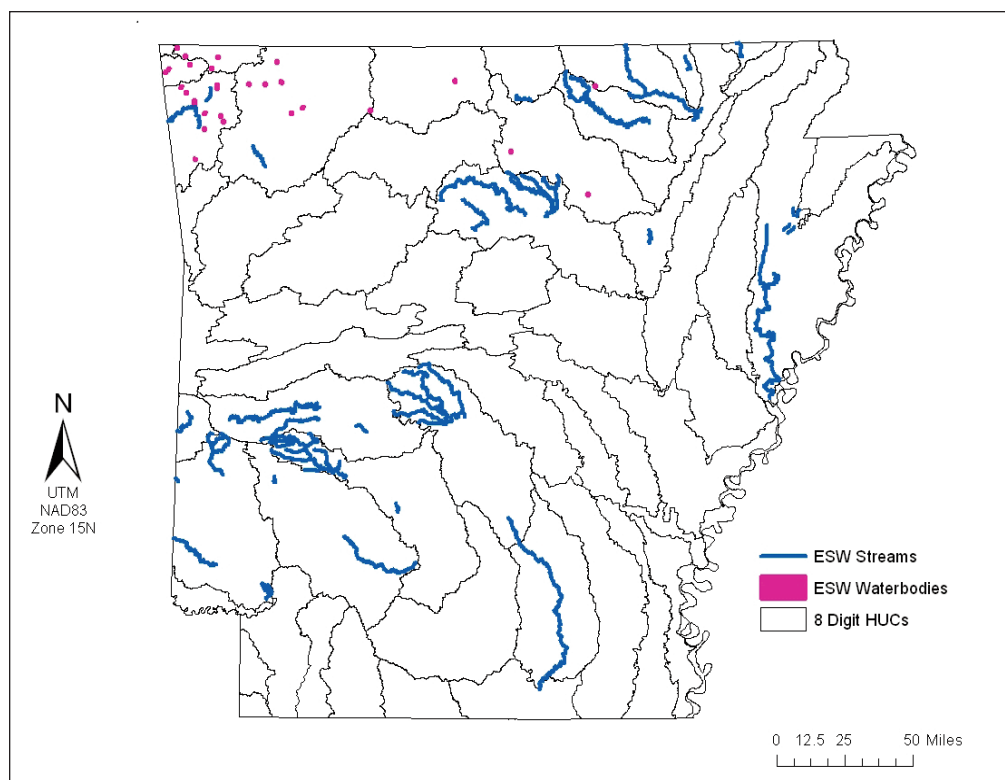 N
UTM
NAD83
Zone 15N
ESW Streams
ESW Waterbodies
8 Digit HUCs
0 12.5 25 50 Miles